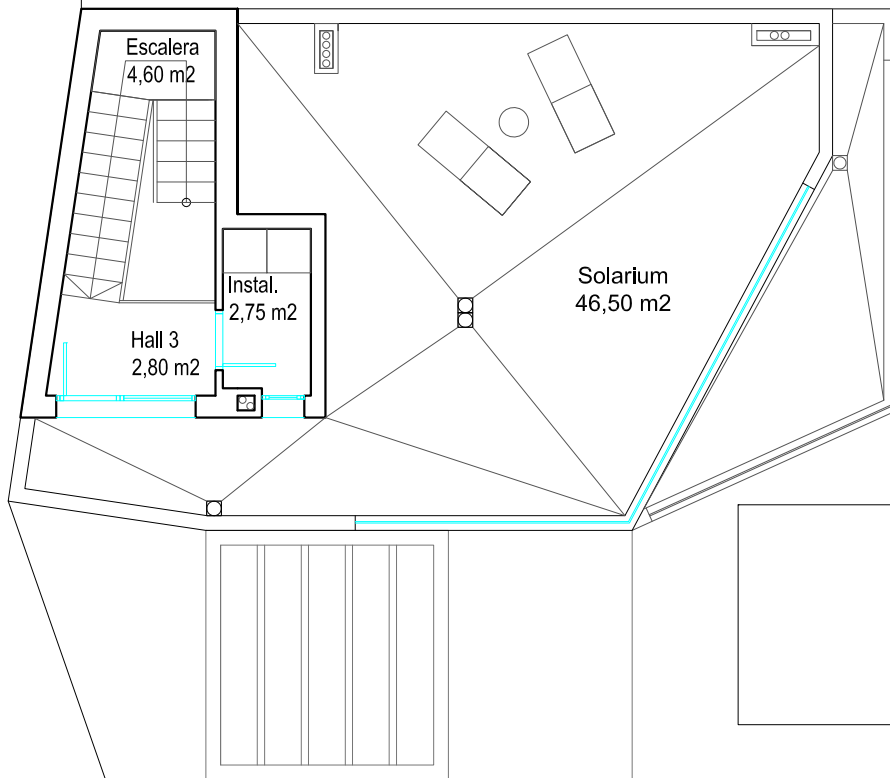 Escalera
4,60 m2
Instal.
2,75 m2
Solarium
46,50 m2
Hall 3
2,80 m2